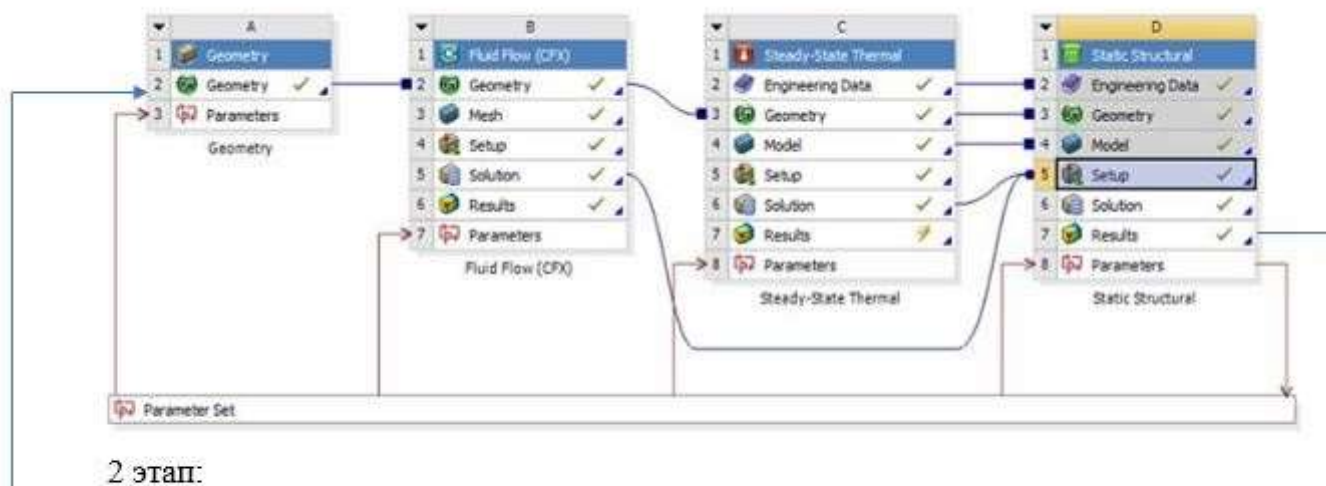 A
1 Geometry
2 Geometry
3 Parameters
Geometry
B
1 Fluid Flow (CFX)
2 Geometry
3 Mesh
4 Setup
5 Solution
6 Results
7 Parameters
Fluid Flow (CFX)
C
1 Steady-State Thermal
2 Engineering Data
3 Geometry
4 Model
5 Setup
6 Solution
7 Results
8 Parameters
Steady-State Thermal
D
1 Static Structural
2 Engineering Data
3 Geometry
4 Model
5 Setup
6 Solution
7 Results
8 Parameters
Static Structural
Parameter Set
2 этап: